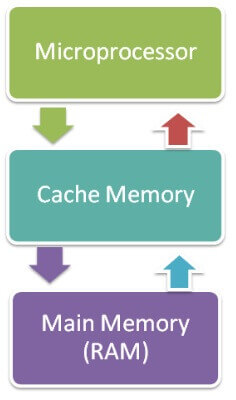 Microprocessor
Cache Memory
Main Memory
(RAM)